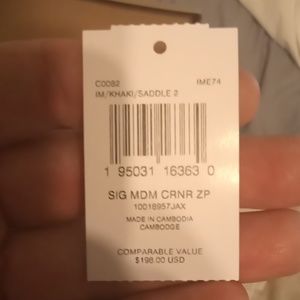 C0082 IME74
IM/KHAKI/SADDLE 2
1 95031 16363 0
SIG MDM CRNR ZP
10018957JAX
MADE IN CAMBODIA
CAMBODGE
COMPARABLE VALUE
$198.00 USD